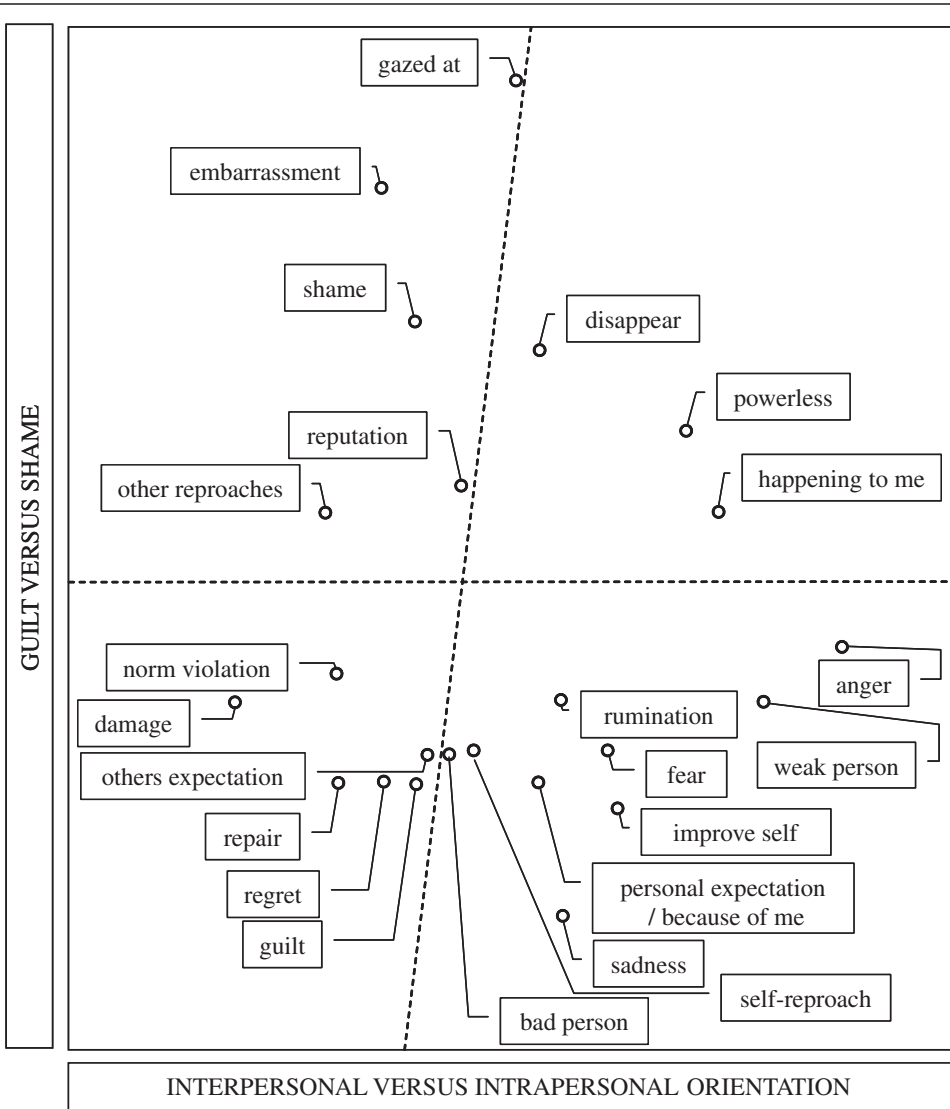 gazed at
embarrassment
shame
disappear
powerless
reputation
happening to me
other reproaches
GUILT VERSUS SHAME
norm violation
anger
damage
rumination
others expectation
fear
weak person
repair
improve self
regret
personal expectation
/ because of me
guilt
sadness
self-reproach
bad person
INTERPERSONAL VERSUS INTRAPERSONAL ORIENTATION